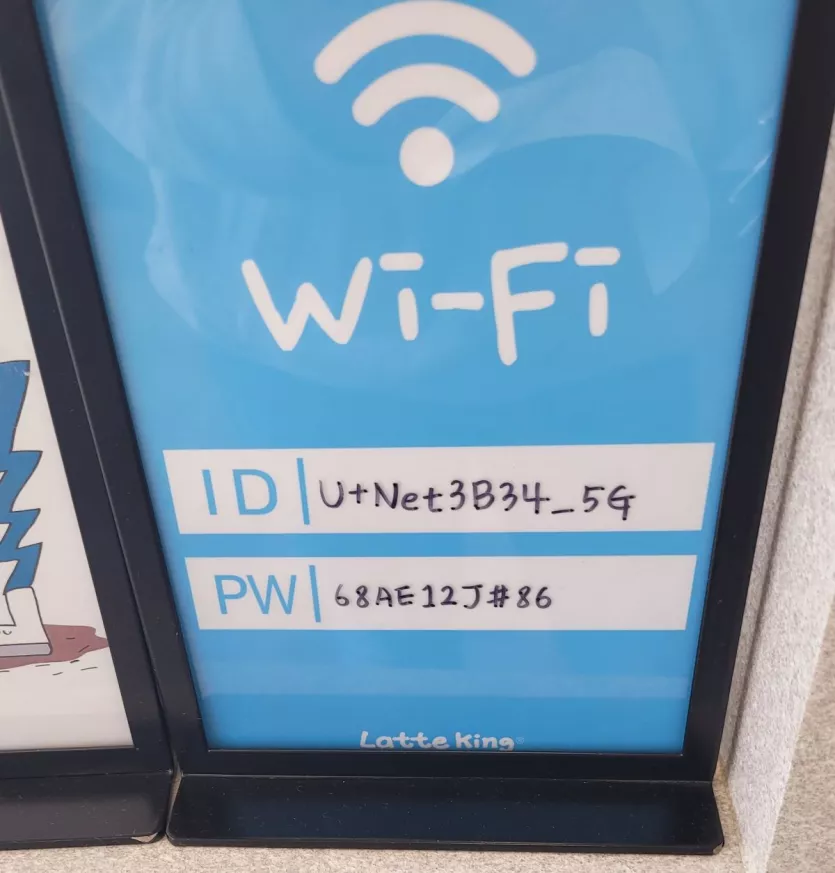 Wi-Fi
ID U+Net3B34_5G
PW 68AE12J#86
Latte King